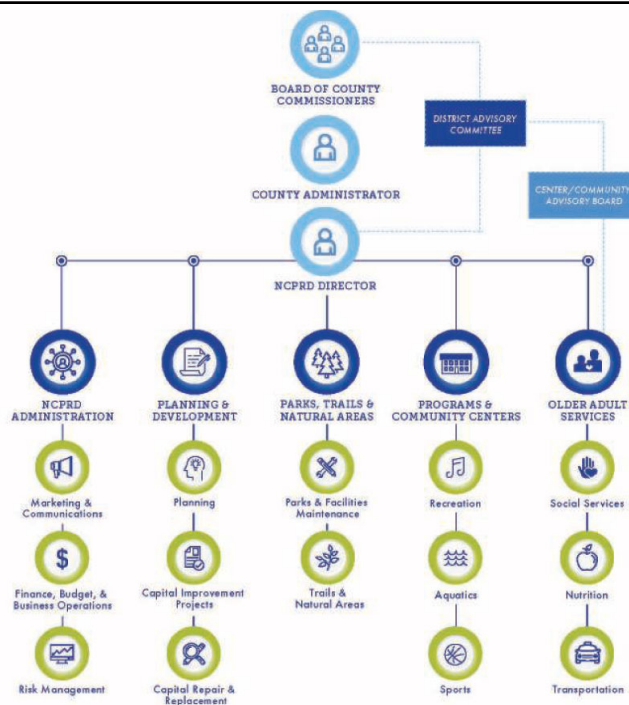 BOARD OF COUNTY
COMMISSIONERS
DISTRICT ADVISORY
COMMITTEE
COUNTY ADMINISTRATOR
CENTER/COMMUNITY
ADVISORY BOARD
NCPRD DIRECTOR
NCPRD
ADMINISTRATION
PLANNING &
DEVELOPMENT
PARKS, TRAILS &
NATURAL AREAS
PROGRAMS &
COMMUNITY CENTERS
OLDER ADULT
SERVICES
Marketing &
Communications
Planning
Parks & Facilities
Maintenance
Recreation
Social Services
$
Finance, Budget, &
Business Operations
Capital Improvement
Projects
Trails &
Natural Areas
Aquatics
Nutrition
Risk Management
Capital Repair &
Replacement
Sports
Transportation